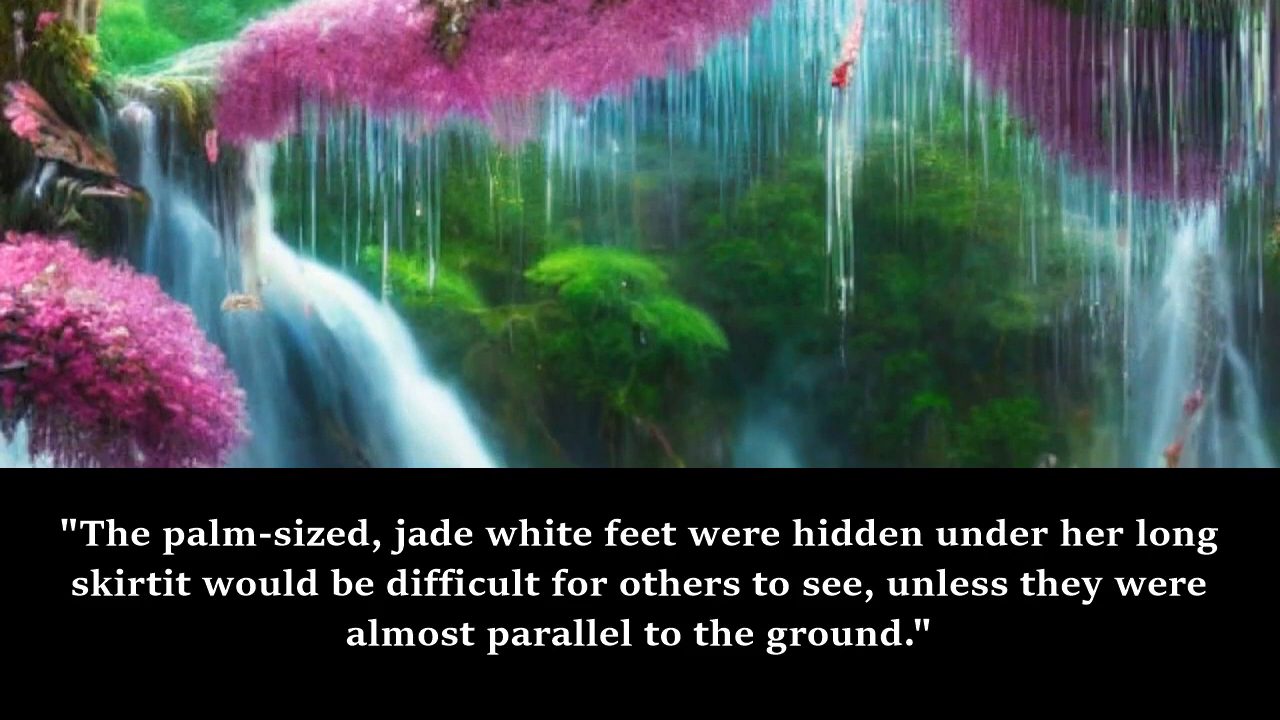 "The palm-sized, jade white feet were hidden under her long
skirtit would be difficult for others to see, unless they were
almost parallel to the ground."